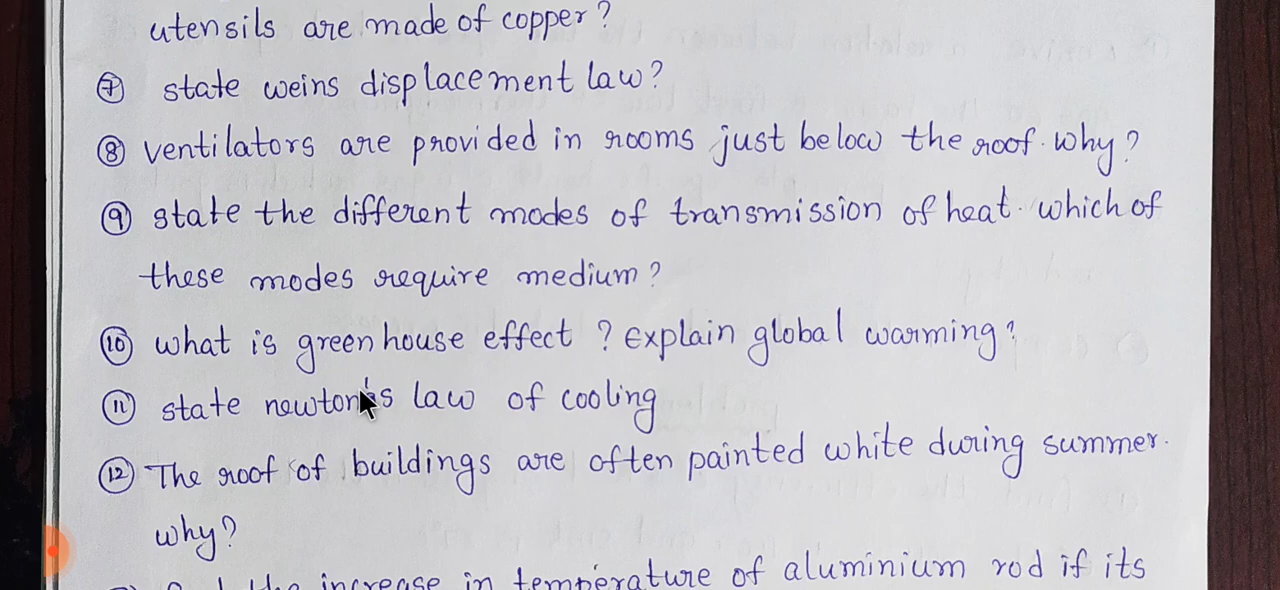 utensils are made of copper?
⑦ state weins displacement law?
⑧ ventilators are provided in rooms just below the roof. why?
⑨ state the different modes of transmission of heat. which of
these modes require medium?
⑩ what is green house effect ? Explain global warming?
⑪ state newton's law of cooling
⑫ The roof of buildings are often painted white during summer.
why?
the increase in temperature of aluminium rod if its